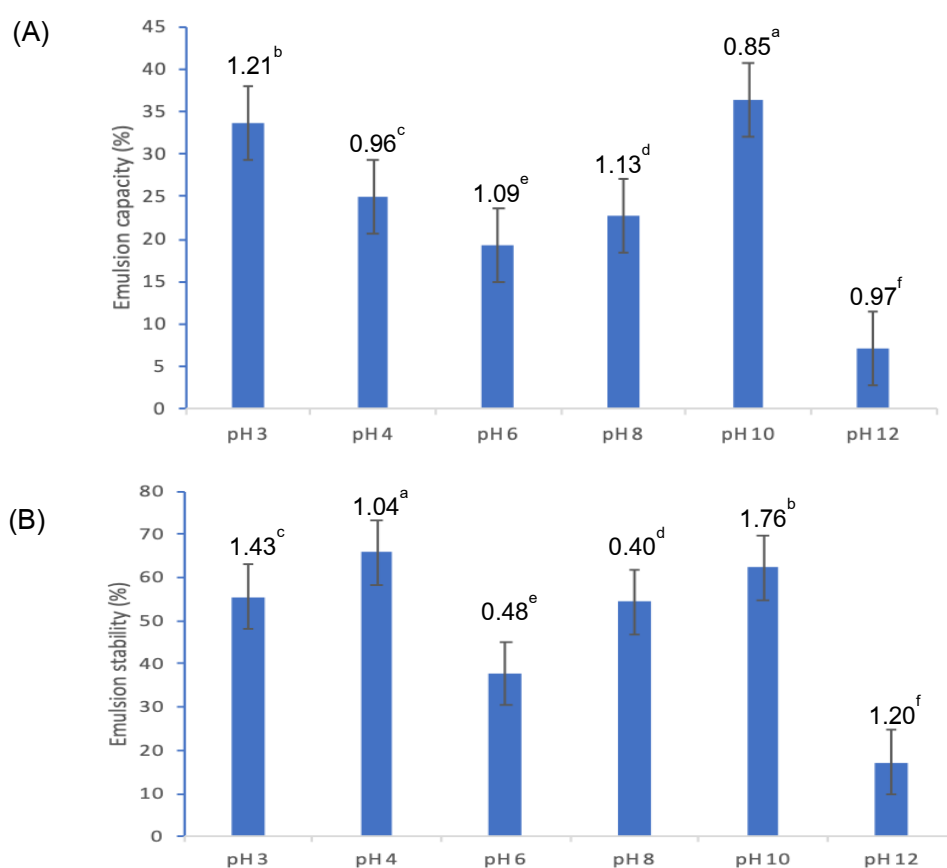 (A)
Emulsion capacity (%)
45
40
35
30
25
20
15
10
5
0
1.21ᵇ
0.96ᶜ
1.09ᵉ
1.13ᵈ
0.85ᵃ
0.97ᶠ
pH 3 pH 4 pH 6 pH 8 pH 10 pH 12
(B)
Emulsion stability (%)
80
70
60
50
40
30
20
10
0
1.43ᶜ
1.04ᵃ
0.48ᵉ
0.40ᵈ
1.76ᵇ
1.20ᶠ
pH 3 pH 4 pH 6 pH 8 pH 10 pH 12